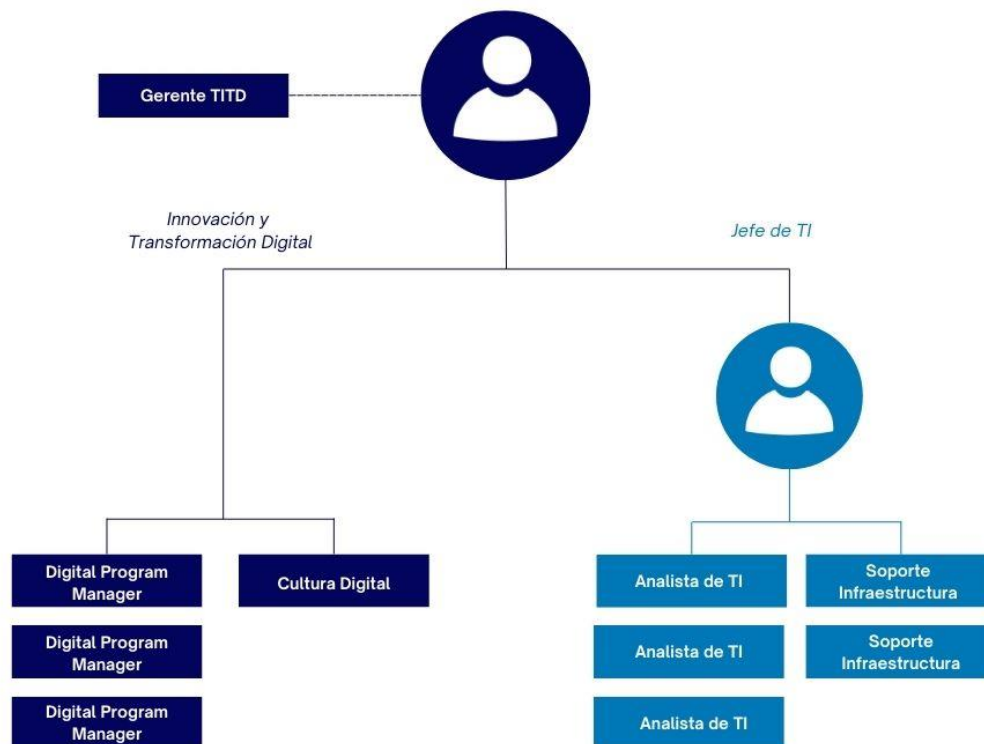 Gerente TITD
Innovación y
Transformación Digital
Jefe de TI
Digital Program
Manager
Cultura Digital
Analista de TI
Soporte
Infraestructura
Digital Program
Manager
Analista de TI
Soporte
Infraestructura
Digital Program
Manager
Analista de TI